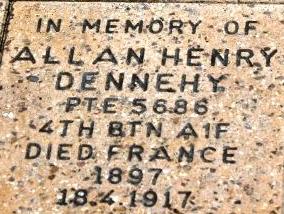 IN MEMORY OF
ALLAN HENRY
DENNEHY
PTE 5686
4TH BTN AIF
DIED FRANCE
1897
18.4.1917